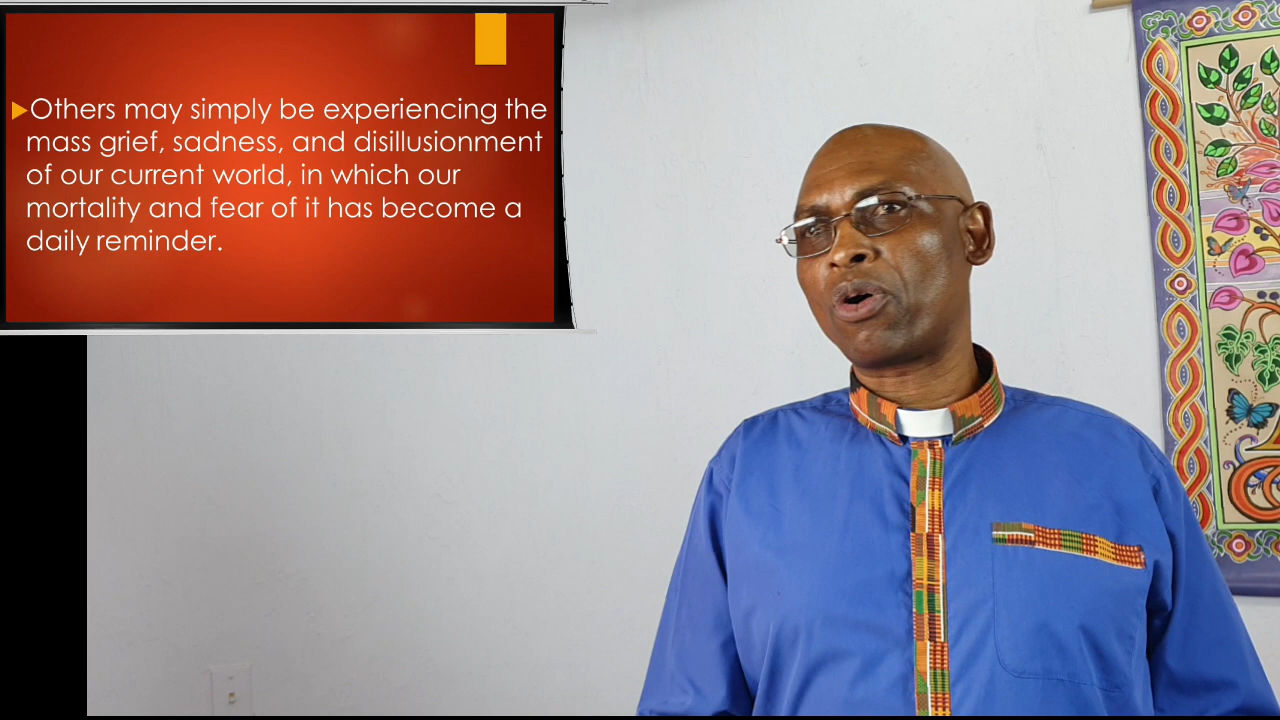 Others may simply be experiencing the
mass grief, sadness, and disillusionment
of our current world, in which our
mortality and fear of it has become a
daily reminder.